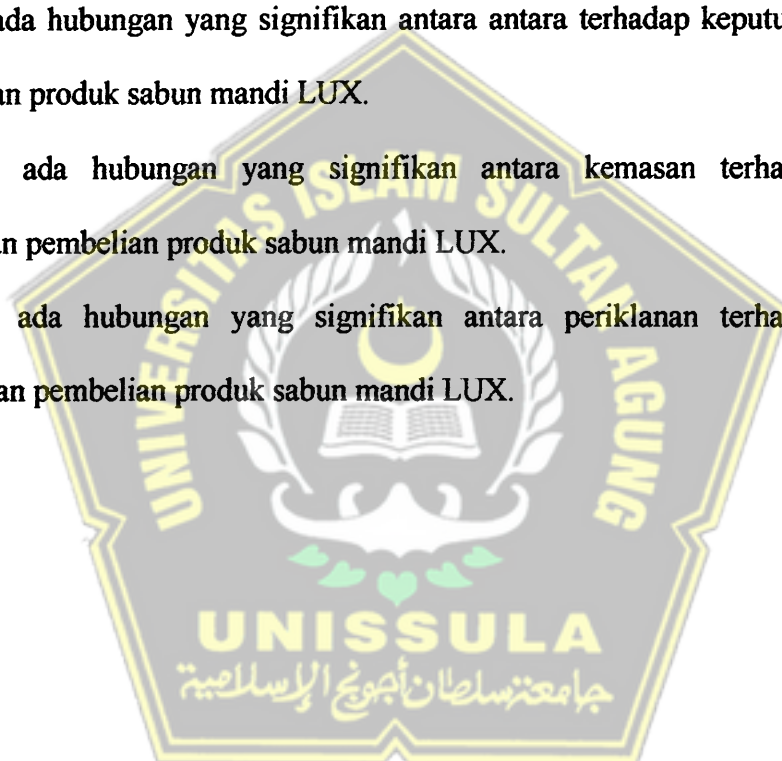 ada hubungan yang signifikan antara antara terhadap keputu
an produk sabun mandi LUX.
ada hubungan yang signifikan antara kemasan terha
an pembelian produk sabun mandi LUX.
ada hubungan yang signifikan antara periklanan terha
an pembelian produk sabun mandi LUX.
UNIVERSITAS ISLAM SULTAN AGUNG
UNISSULA
جامعة سلطان أجونج الإسلامية